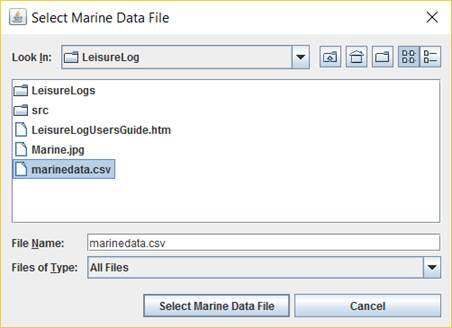 Select Marine Data File
Look In: LeisureLog
LeisureLogs
src
LeisureLogUsersGuide.htm
Marine.jpg
marinedata.csv
File Name: marinedata.csv
Files of Type: All Files
Select Marine Data File Cancel